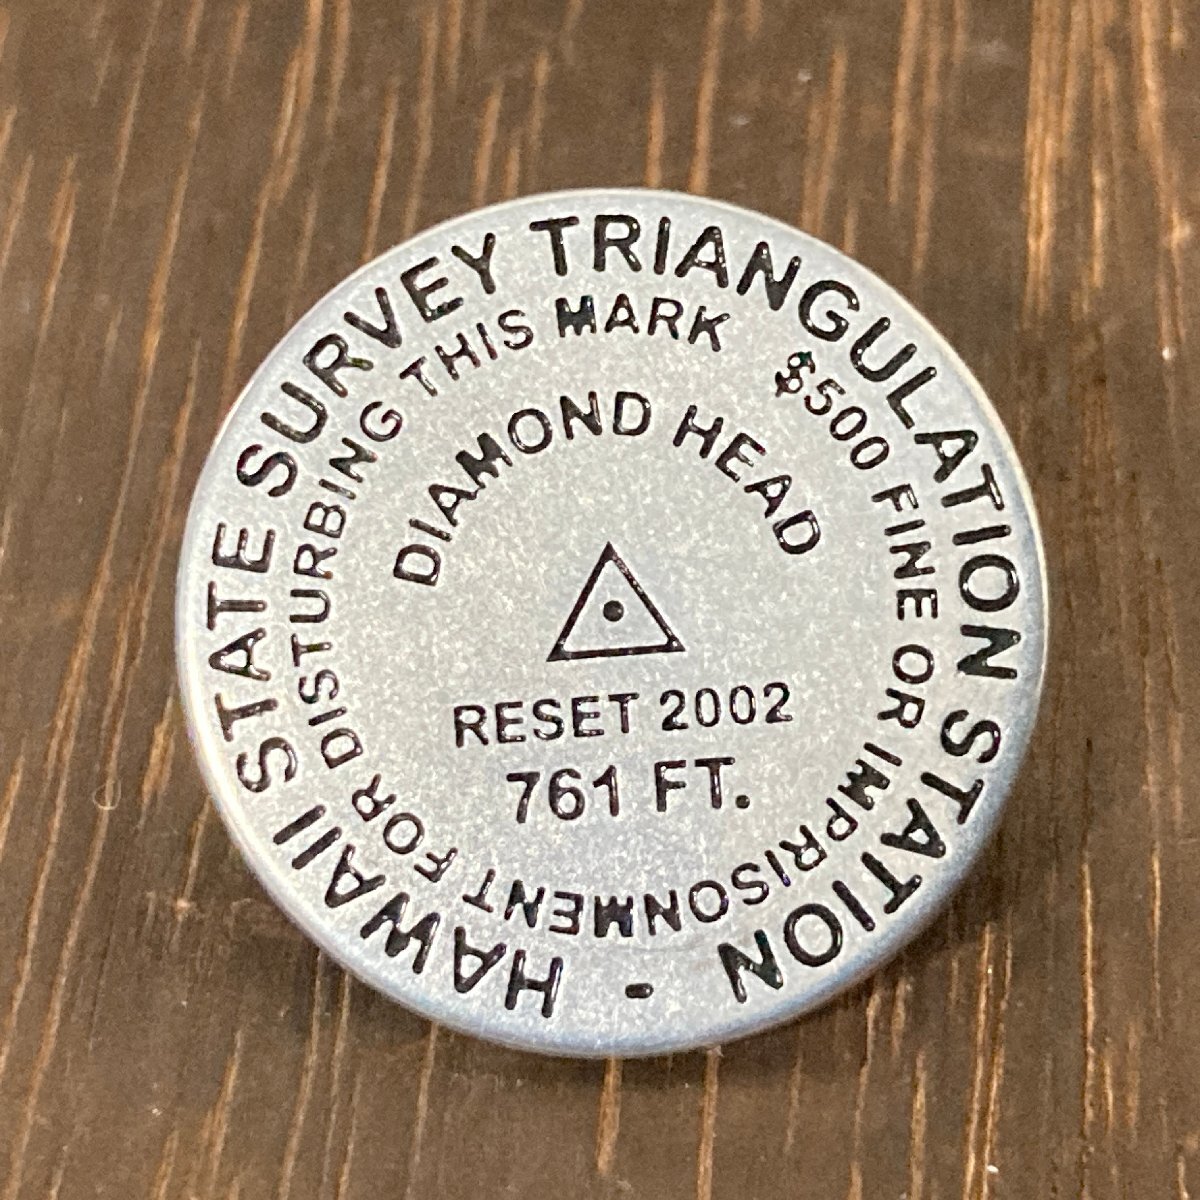 HAWAII STATE SURVEY TRIANGULATION STATION -
$500 FINE OR IMPRISONMENT FOR DISTURBING THIS MARK
DIAMOND HEAD
RESET 2002
761 FT.